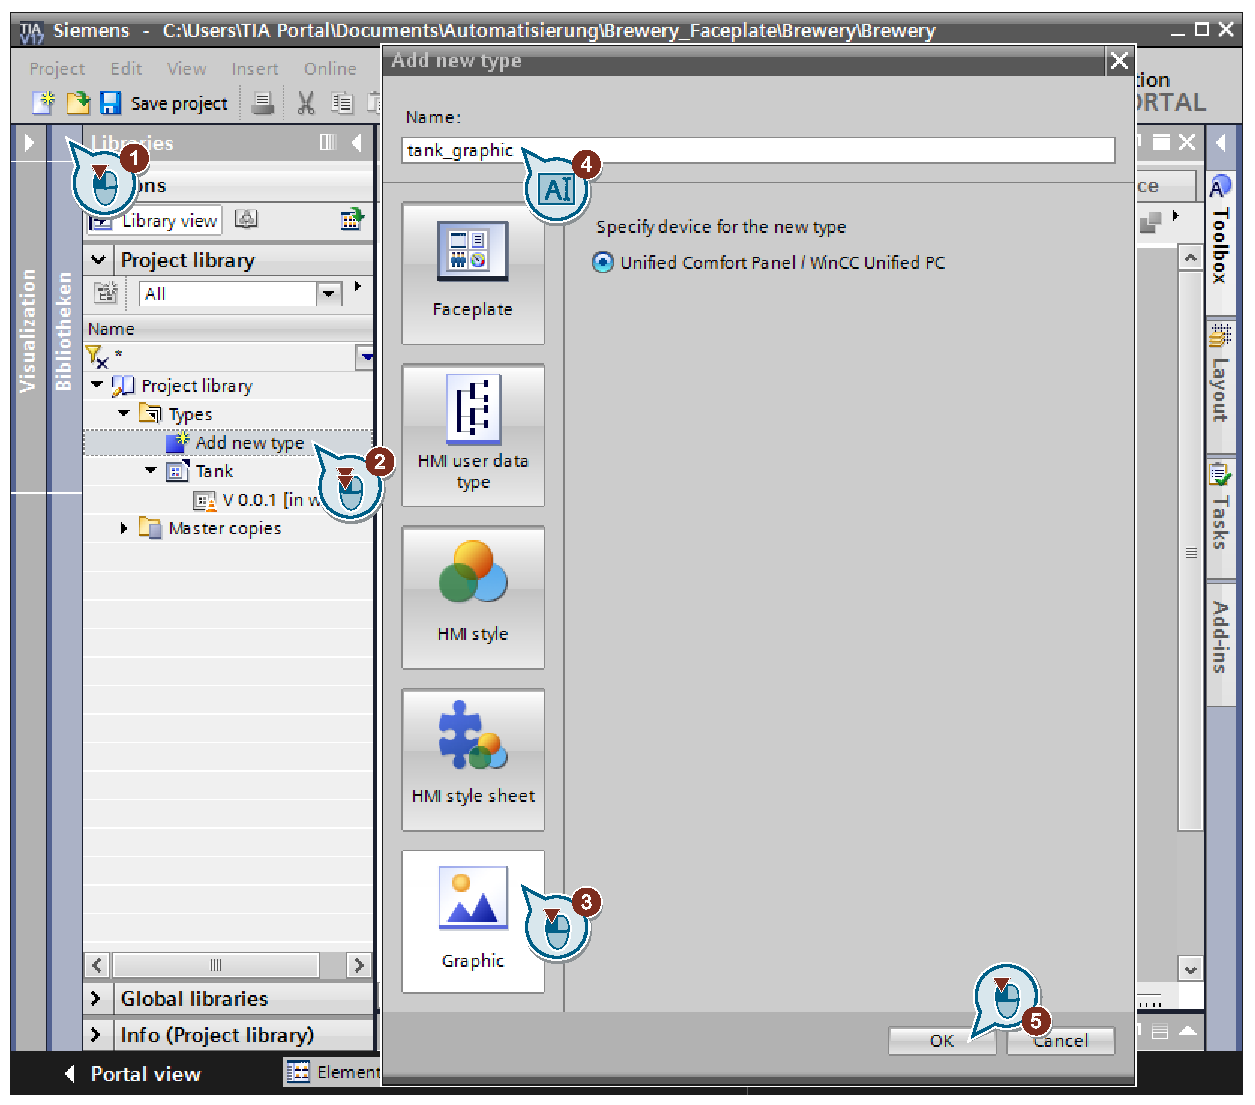 TIA
V17
Siemens - C:\Users\TIA Portal\Documents\Automatisierung\Brewery_Faceplate\Brewery\Brewery
Project Edit View Insert Online
tion
Save project
PORTAL
Add new type
Name:
tank_graphic
4
Libraries
1
Library view
Project library
All
Name
*
Project library
Types
Add new type
2
Tank
V 0.0.1 [in w
Master copies
Global libraries
Info (Project library)
Visualization
Bibliotheken
Faceplate
HMI user data
type
HMI style
HMI style sheet
Graphic
3
Specify device for the new type
Unified Comfort Panel / WinCC Unified PC
5
OK
Cancel
Toolbox
Layout
Tasks
Add-ins
Portal view
Element